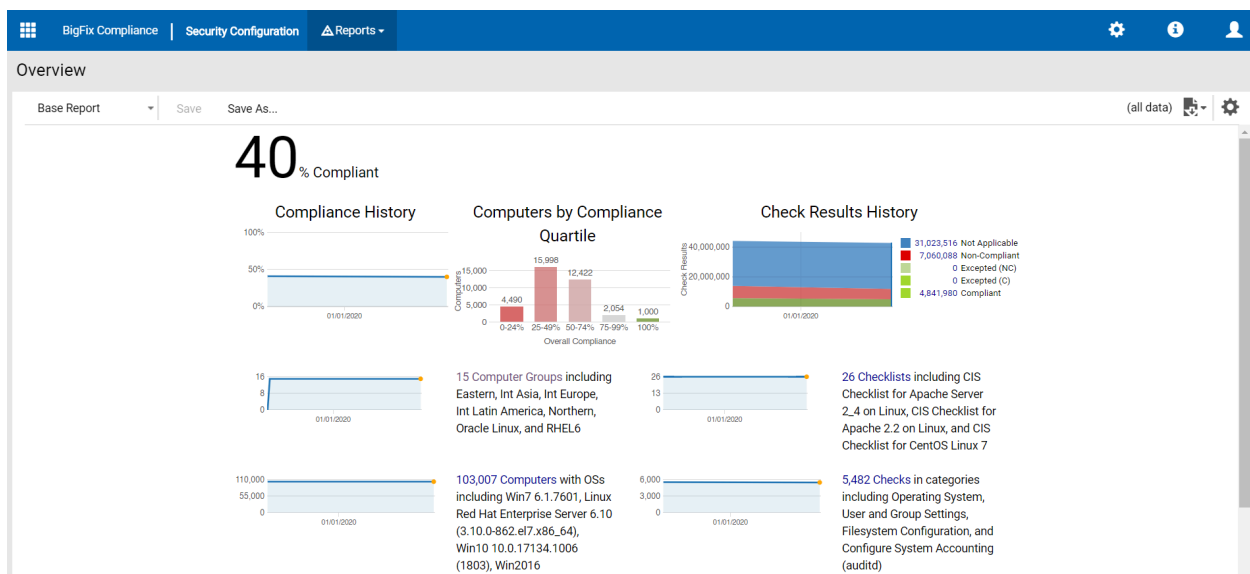 BigFix Compliance | Security Configuration Reports
Overview
Base Report Save Save As... (all data)
40% Compliant
Compliance History
100%
50%
0%
01/01/2020
Computers by Compliance
Quartile
Computers
15,000
10,000
5,000
0
4,490
15,998
12,422
2,054
1,000
0-24% 25-49% 50-74% 75-99% 100%
Overall Compliance
Check Results History
Check Results
40,000,000
20,000,000
0
01/01/2020
31,023,516 Not Applicable
7,060,088 Non-Compliant
0 Excepted (NC)
0 Excepted (C)
4,841,980 Compliant
16
8
0
01/01/2020
15 Computer Groups including
Eastern, Int Asia, Int Europe,
Int Latin America, Northern,
Oracle Linux, and RHEL6
26
13
0
01/01/2020
26 Checklists including CIS
Checklist for Apache Server
2_4 on Linux, CIS Checklist for
Apache 2.2 on Linux, and CIS
Checklist for CentOS Linux 7
110,000
55,000
0
01/01/2020
103,007 Computers with OSs
including Win7 6.1.7601, Linux
Red Hat Enterprise Server 6.10
(3.10.0-862.el7.x86_64),
Win10 10.0.17134.1006
(1803), Win2016
6,000
3,000
0
01/01/2020
5,482 Checks in categories
including Operating System,
User and Group Settings,
Filesystem Configuration, and
Configure System Accounting
(auditd)